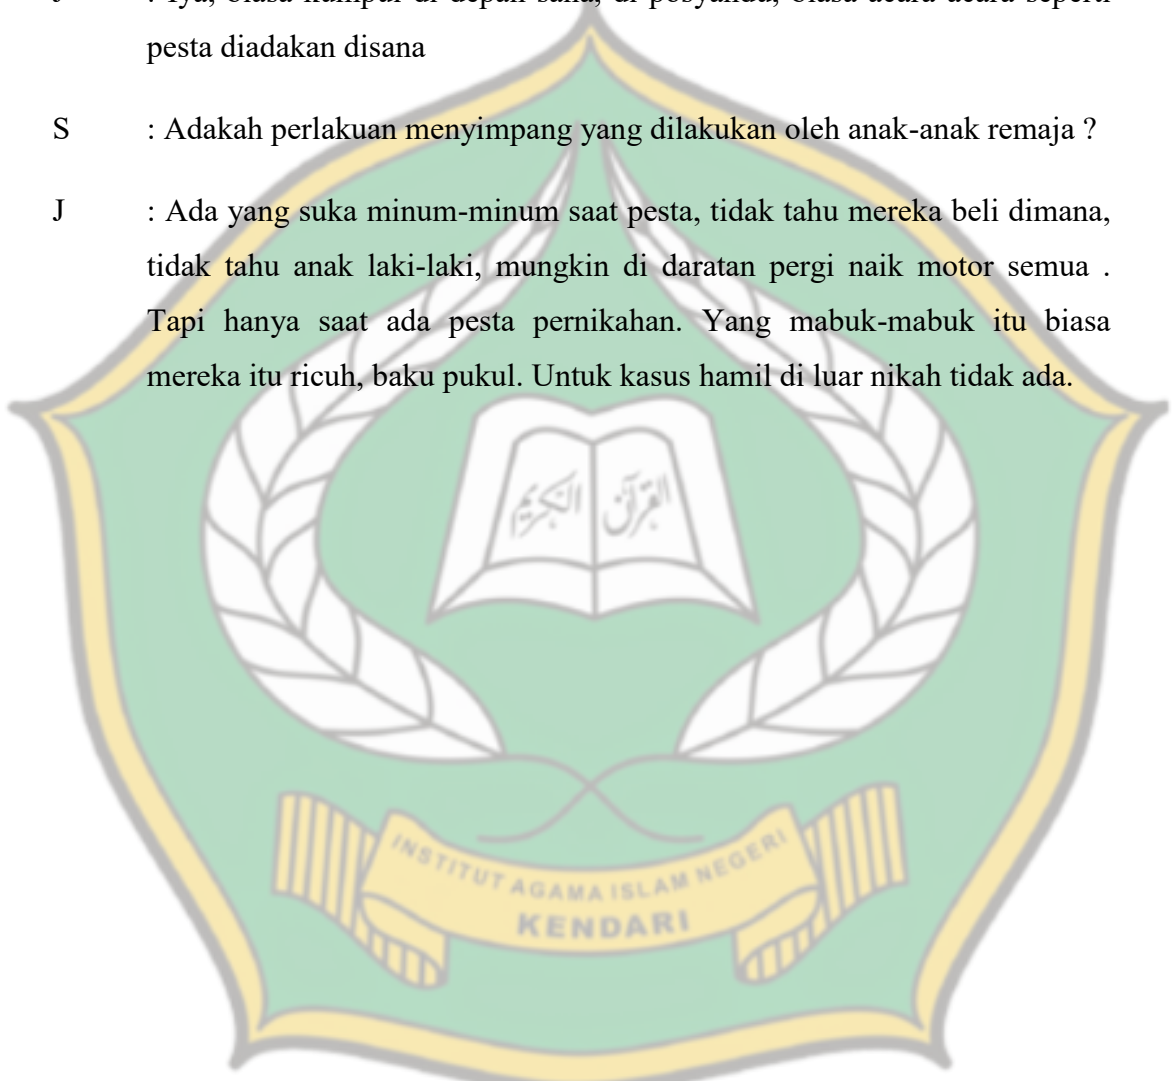 J : Iya, biasa kumpul di depan sana, di posyandu, biasa acara-acara seperti
pesta diadakan disana
S : Adakah perlakuan menyimpang yang dilakukan oleh anak-anak remaja ?
J : Ada yang suka minum-minum saat pesta, tidak tahu mereka beli dimana,
tidak tahu anak laki-laki, mungkin di daratan pergi naik motor semua .
Tapi hanya saat ada pesta pernikahan. Yang mabuk-mabuk itu biasa
mereka itu ricuh, baku pukul. Untuk kasus hamil di luar nikah tidak ada.
القرآن الكريم
INSTITUT AGAMA ISLAM NEGERI
KENDARI